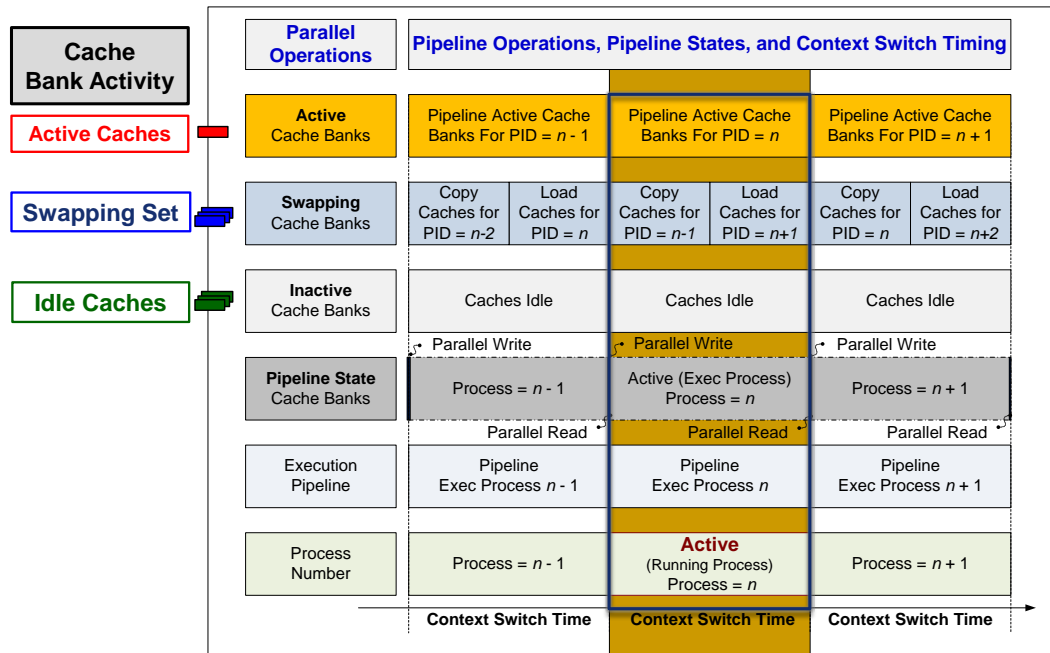 Cache
Bank Activity
Active Caches
Swapping Set
Idle Caches
Parallel
Operations
Pipeline Operations, Pipeline States, and Context Switch Timing
Active
Cache Banks
Pipeline Active Cache
Banks For PID = n - 1
Pipeline Active Cache
Banks For PID = n
Pipeline Active Cache
Banks For PID = n + 1
Swapping
Cache Banks
Copy
Caches for
PID = n-2
Load
Caches for
PID = n
Copy
Caches for
PID = n-1
Load
Caches for
PID = n+1
Copy
Caches for
PID = n
Load
Caches for
PID = n+2
Inactive
Cache Banks
Caches Idle
Caches Idle
Caches Idle
Parallel Write
Parallel Write
Parallel Write
Pipeline State
Cache Banks
Process = n - 1
Active (Exec Process)
Process = n
Process = n + 1
Parallel Read
Parallel Read
Parallel Read
Execution
Pipeline
Pipeline
Exec Process n - 1
Pipeline
Exec Process n
Pipeline
Exec Process n + 1
Process
Number
Process = n - 1
Active
(Running Process)
Process = n
Process = n + 1
Context Switch Time
Context Switch Time
Context Switch Time